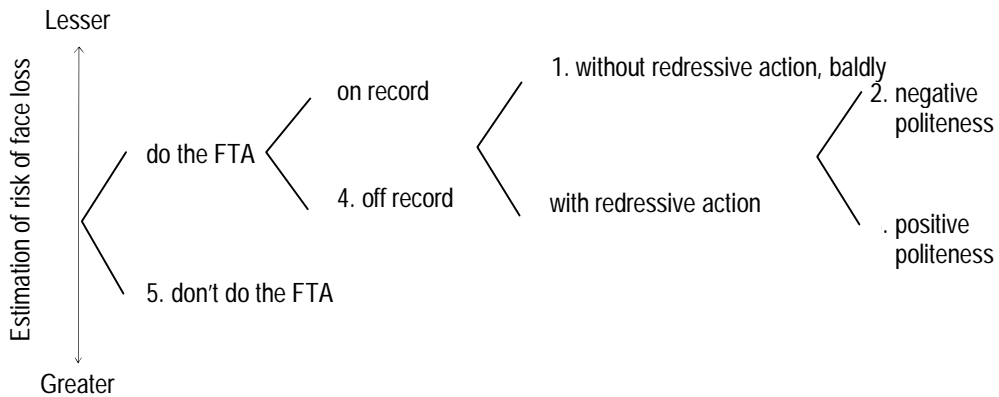 Lesser
Estimation of risk of face loss
1. without redressive action, baldly
on record
2. negative
politeness
do the FTA
4. off record
with redressive action
. positive
politeness
5. don't do the FTA
Greater